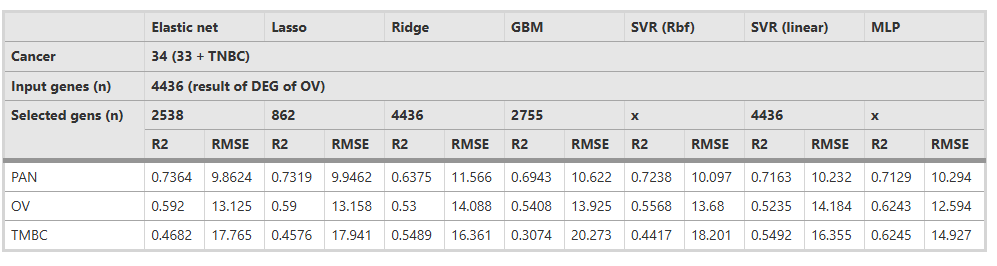 Elastic net Lasso Ridge GBM SVR (Rbf) SVR (linear) MLP
Cancer 34 (33 + TNBC)
Input genes (n) 4436 (result of DEG of OV)
Selected gens (n) 2538 862 4436 2755 x 4436 x
R2 RMSE R2 RMSE R2 RMSE R2 RMSE R2 RMSE R2 RMSE R2 RMSE
PAN 0.7364 9.8624 0.7319 9.9462 0.6375 11.566 0.6943 10.622 0.7238 10.097 0.7163 10.232 0.7129 10.294
OV 0.592 13.125 0.59 13.158 0.53 14.088 0.5408 13.925 0.5568 13.68 0.5235 14.184 0.6243 12.594
TMBC 0.4682 17.765 0.4576 17.941 0.5489 16.361 0.3074 20.273 0.4417 18.201 0.5492 16.355 0.6245 14.927